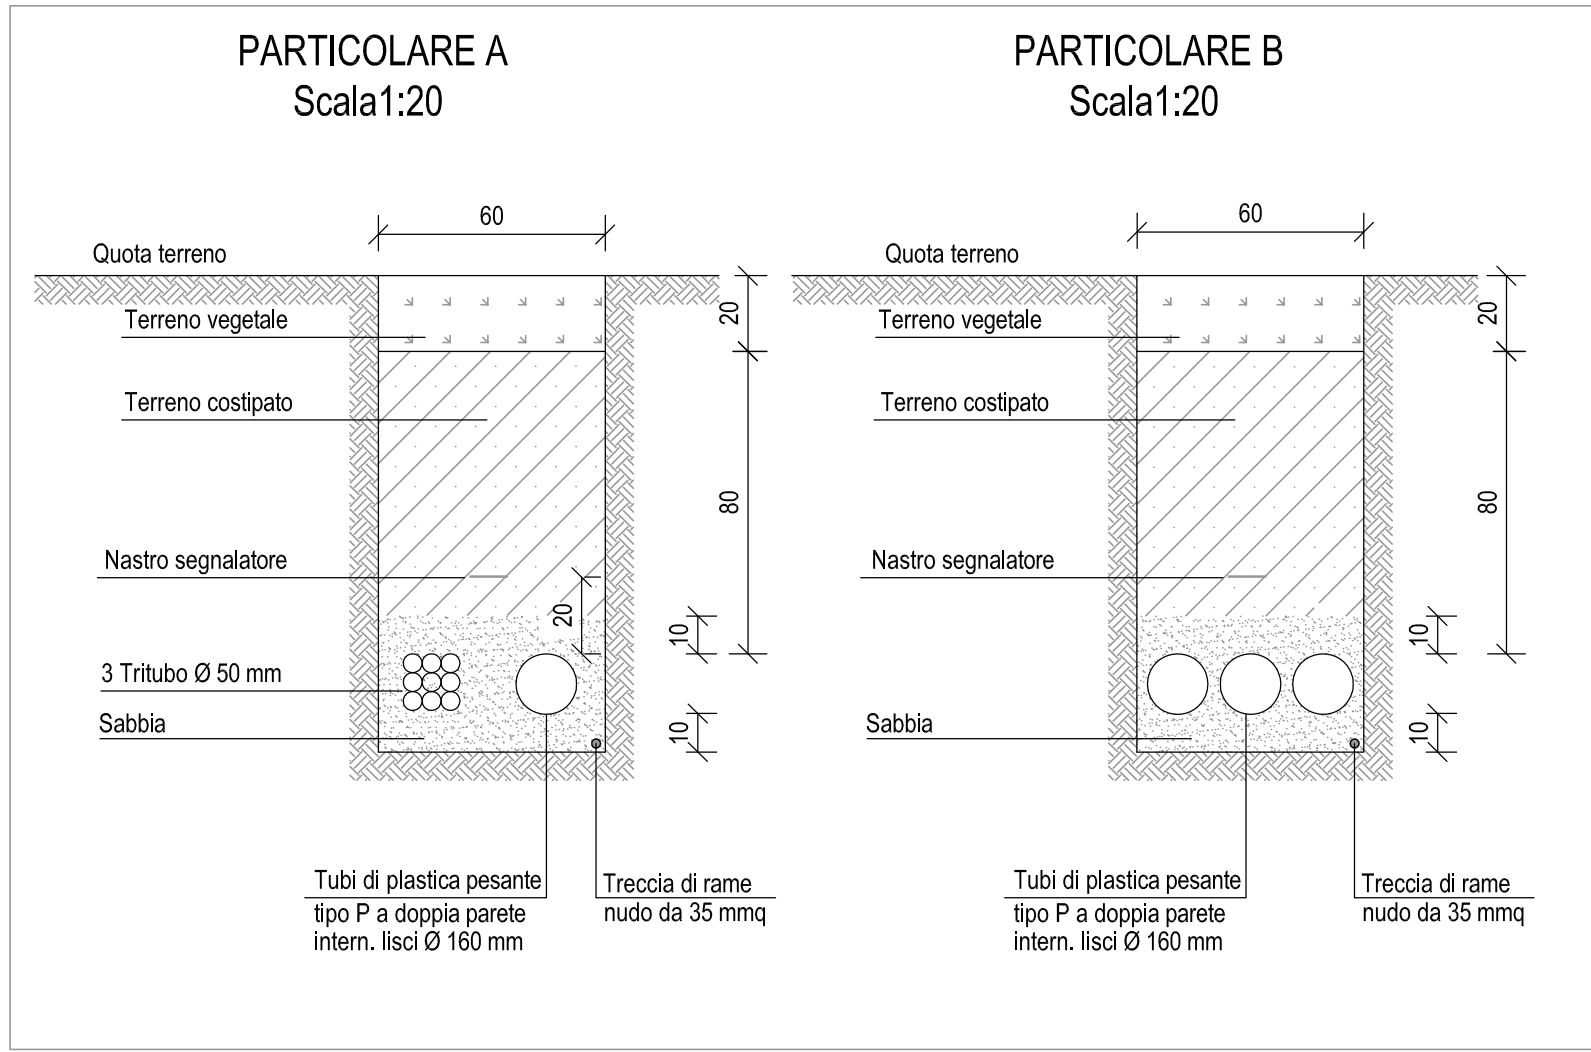 PARTICOLARE A
Scala1:20
60
Quota terreno
Terreno vegetale
20
Terreno costipato
80
Nastro segnalatore
20
10
3 Tritubo Ø 50 mm
Sabbia
10
Tubi di plastica pesante
tipo P a doppia parete
intern. lisci Ø 160 mm
Treccia di rame
nudo da 35 mmq
PARTICOLARE B
Scala1:20
60
Quota terreno
Terreno vegetale
20
Terreno costipato
80
Nastro segnalatore
10
Sabbia
10
Tubi di plastica pesante
tipo P a doppia parete
intern. lisci Ø 160 mm
Treccia di rame
nudo da 35 mmq